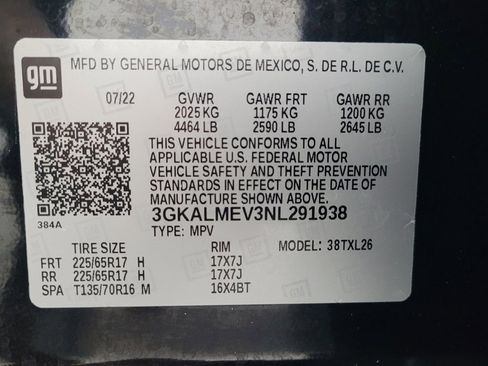 gm
MFD BY GENERAL MOTORS DE MEXICO, S. DE R.L. DE C.V.
07/22 GVWR GAWR FRT GAWR RR
2025 KG 1175 KG 1200 KG
4464 LB 2590 LB 2645 LB
THIS VEHICLE CONFORMS TO ALL
APPLICABLE U.S. FEDERAL MOTOR
VEHICLE SAFETY AND THEFT PREVENTION
STANDARDS IN EFFECT ON THE DATE OF
MANUFACTURE SHOWN ABOVE.
384A
3GKALMEV3NL291938
TYPE: MPV
TIRE SIZE RIM MODEL: 38TXL26
FRT 225/65R17 H 17X7J
RR 225/65R17 H 17X7J
SPA T135/70R16 M 16X4BT